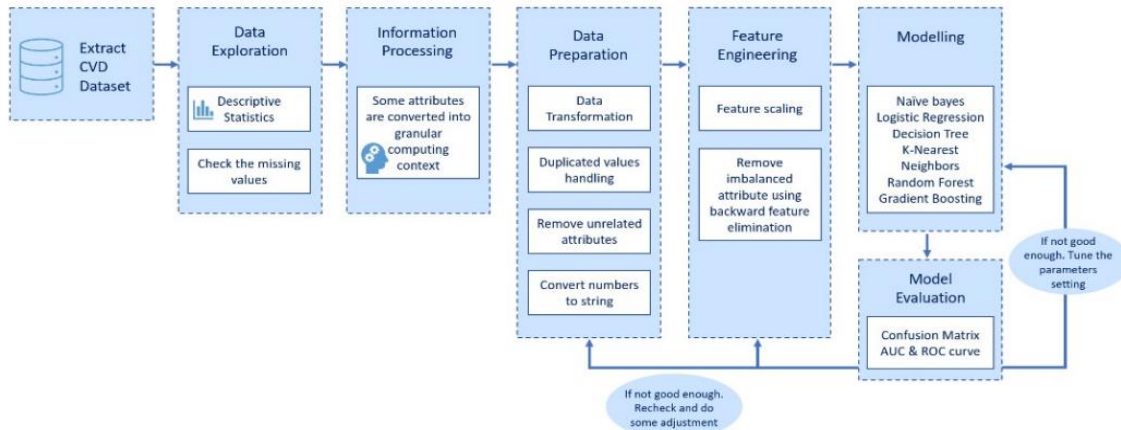 Extract
CVD
Dataset
Data
Exploration
Descriptive
Statistics
Check the missing
values
Information
Processing
Some attributes
are converted into
granular
computing
context
Data
Preparation
Data
Transformation
Duplicated values
handling
Remove unrelated
attributes
Convert numbers
to string
Feature
Engineering
Feature scaling
Remove
imbalanced
attribute using
backward feature
elimination
Modelling
Naïve bayes
Logistic Regression
Decision Tree
K-Nearest
Neighbors
Random Forest
Gradient Boosting
If not good
enough. Tune the
parameters
setting
Model
Evaluation
Confusion Matrix
AUC & ROC curve
If not good enough.
Recheck and do
some adjustment